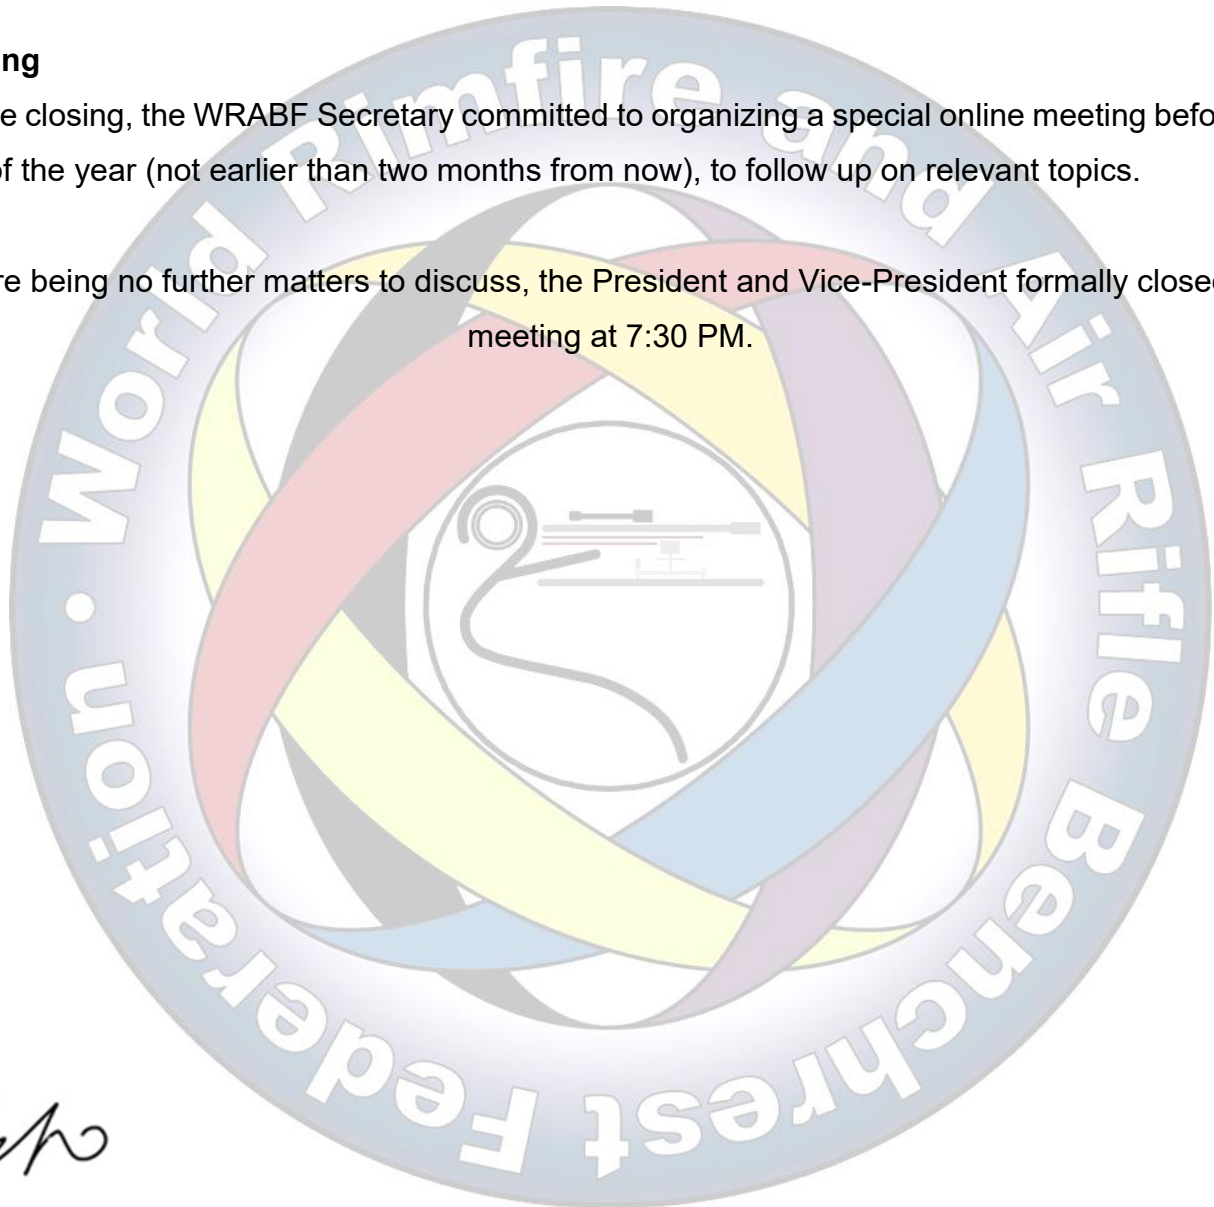 ng
e closing, the WRABF Secretary committed to organizing a special online meeting befo
of the year (not earlier than two months from now), to follow up on relevant topics.
re being no further matters to discuss, the President and Vice-President formally close
meeting at 7:30 PM.
World Rimfire and Air Rifle Benchrest Federation •